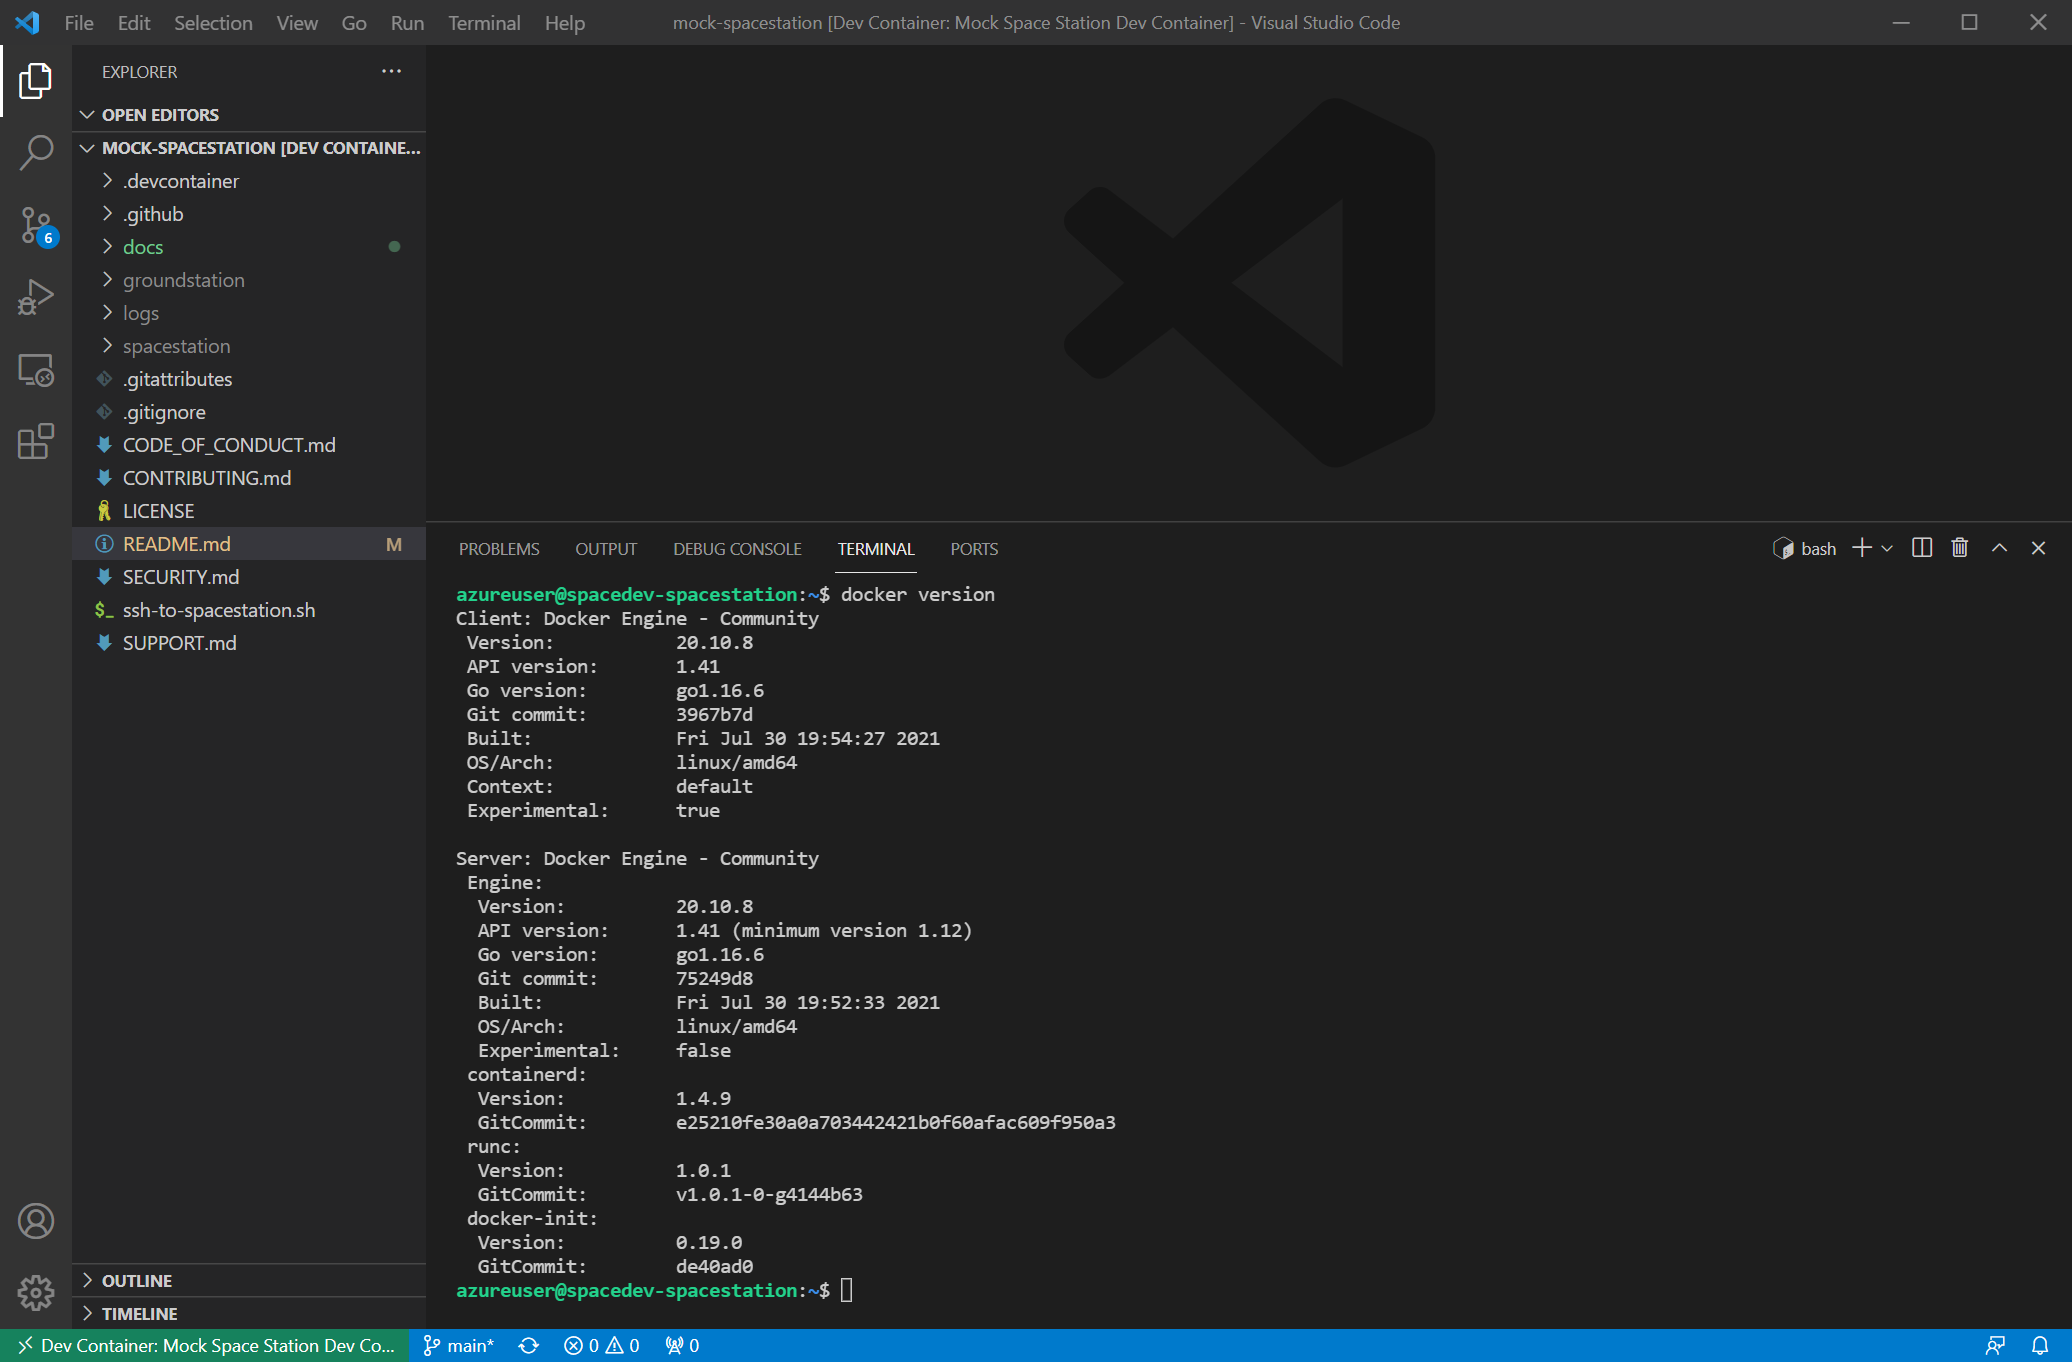 File Edit Selection View Go Run Terminal Help
mock-spacestation [Dev Container: Mock Space Station Dev Container] - Visual Studio Code
EXPLORER
OPEN EDITORS
MOCK-SPACESTATION [DEV CONTAINE...
.devcontainer
.github
docs
groundstation
logs
spacestation
.gitattributes
.gitignore
CODE_OF_CONDUCT.md
CONTRIBUTING.md
LICENSE
README.md M
SECURITY.md
$_ ssh-to-spacestation.sh
SUPPORT.md
OUTLINE
TIMELINE
6
PROBLEMS OUTPUT DEBUG CONSOLE TERMINAL PORTS
bash
azureuser@spacedev-spacestation:~$ docker version
Client: Docker Engine - Community
Version: 20.10.8
API version: 1.41
Go version: go1.16.6
Git commit: 3967b7d
Built: Fri Jul 30 19:54:27 2021
OS/Arch: linux/amd64
Context: default
Experimental: true
Server: Docker Engine - Community
Engine:
Version: 20.10.8
API version: 1.41 (minimum version 1.12)
Go version: go1.16.6
Git commit: 75249d8
Built: Fri Jul 30 19:52:33 2021
OS/Arch: linux/amd64
Experimental: false
containerd:
Version: 1.4.9
GitCommit: e25210fe30a0a703442421b0f60afac609f950a3
runc:
Version: 1.0.1
GitCommit: v1.0.1-0-g4144b63
docker-init:
Version: 0.19.0
GitCommit: de40ad0
azureuser@spacedev-spacestation:~$
Dev Container: Mock Space Station Dev Co... main* 0 0 0